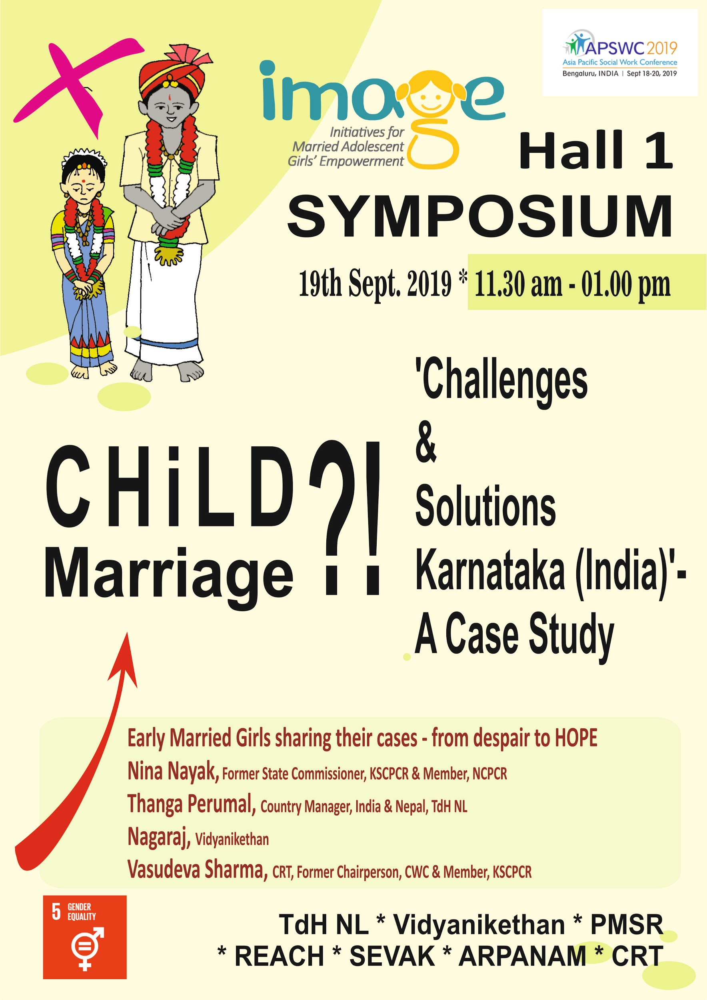 APSWC 2019
Asia Pacific Social Work Conference
Bengaluru, INDIA | Sept 18-20, 2019
image
Initiatives for
Married Adolescent
Girls' Empowerment
Hall 1
SYMPOSIUM
19th Sept. 2019 * 11.30 am - 01.00 pm
CHiLD
Marriage ?!
'Challenges
&
Solutions
Karnataka (India)'-
A Case Study
Early Married Girls sharing their cases - from despair to HOPE
Nina Nayak, Former State Commissioner, KSCPCR & Member, NCPCR
Thanga Perumal, Country Manager, India & Nepal, TdH NL
Nagaraj, Vidyanikethan
Vasudeva Sharma, CRT, Former Chairperson, CWC & Member, KSCPCR
5 GENDER
EQUALITY
TdH NL * Vidyanikethan * PMSR
* REACH * SEVAK * ARPANAM * CRT